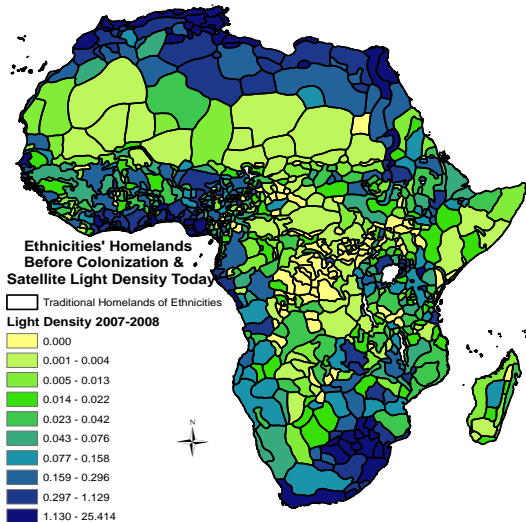 Ethnicities' Homelands
Before Colonization &
Satellite Light Density Today
Traditional Homelands of Ethnicities
Light Density 2007-2008
0.000
0.001 - 0.004
0.005 - 0.013
0.014 - 0.022
0.023 - 0.042
0.043 - 0.076
0.077 - 0.158
0.159 - 0.296
0.297 - 1.129
1.130 - 25.414
N